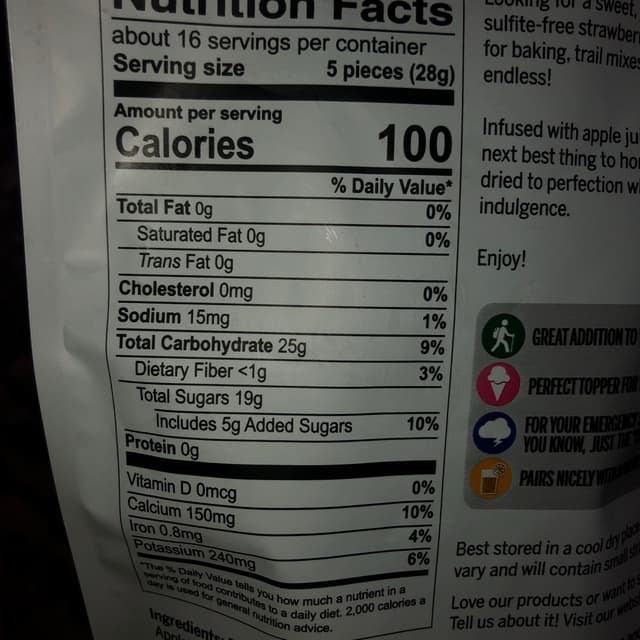 Nutrition Facts
about 16 servings per container
Serving size 5 pieces (28g)
Amount per serving
Calories 100
% Daily Value*
Total Fat 0g 0%
Saturated Fat 0g 0%
Trans Fat 0g
Cholesterol 0mg 0%
Sodium 15mg 1%
Total Carbohydrate 25g 9%
Dietary Fiber <1g 3%
Total Sugars 19g
Includes 5g Added Sugars 10%
Protein 0g
Vitamin D 0mcg 0%
Calcium 150mg 10%
Iron 0.8mg 4%
Potassium 240mg 6%
*The % Daily Value tells you how much a nutrient in a
serving of food contributes to a daily diet. 2,000 calories a
day is used for general nutrition advice.
Ingredients
Looking for a sweet,
sulfite-free
for baking, trail
endless!
Infused with apple
next best thing to
dried to perfection
indulgence.
Enjoy!
GREAT ADDITION TO
PERFECT TOPPER FOR
FOR YOUR EMERGENCY
YOU KNOW, JUST
PAIRS NICELY
Best stored in a cool dry
vary and will contain small
Love our products or want to
Tell us about it! Visit our